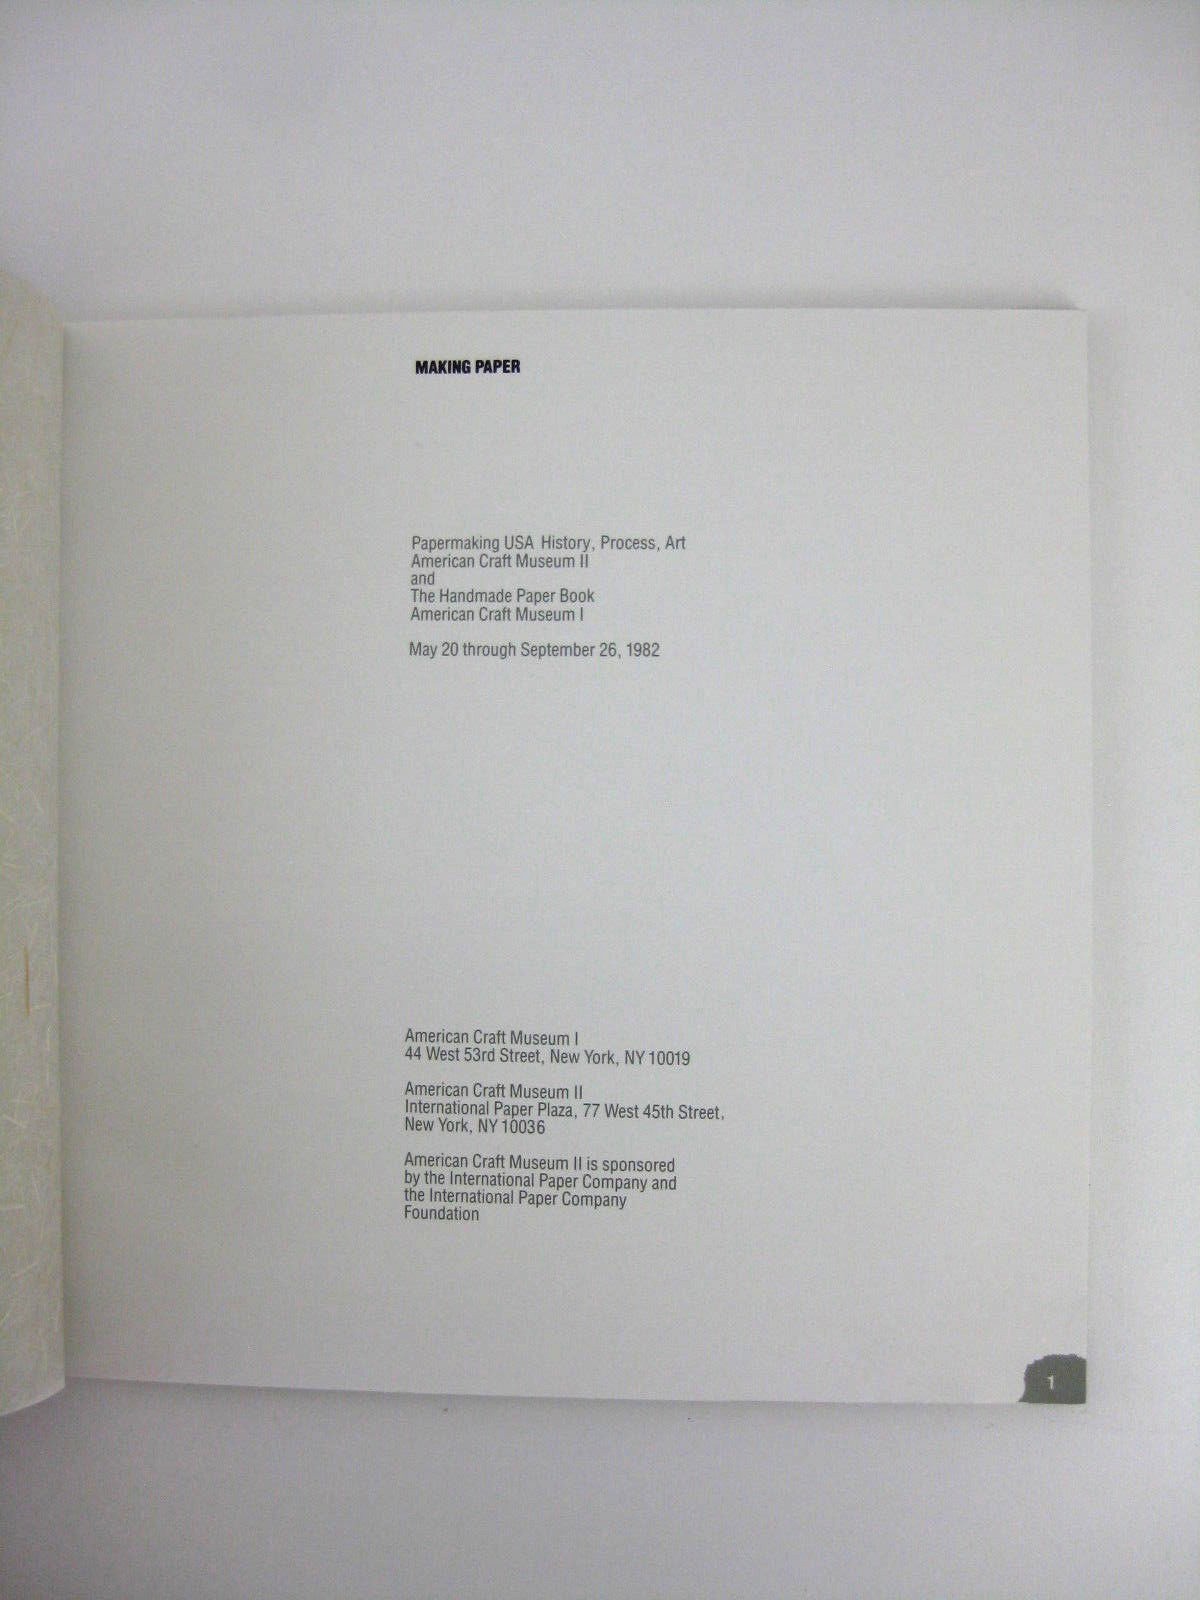 MAKING PAPER
Papermaking USA History, Process, Art
American Craft Museum II
and
The Handmade Paper Book
American Craft Museum I
May 20 through September 26, 1982
American Craft Museum I
44 West 53rd Street, New York, NY 10019
American Craft Museum II
International Paper Plaza, 77 West 45th Street,
New York, NY 10036
American Craft Museum II is sponsored
by the International Paper Company and
the International Paper Company
Foundation
1